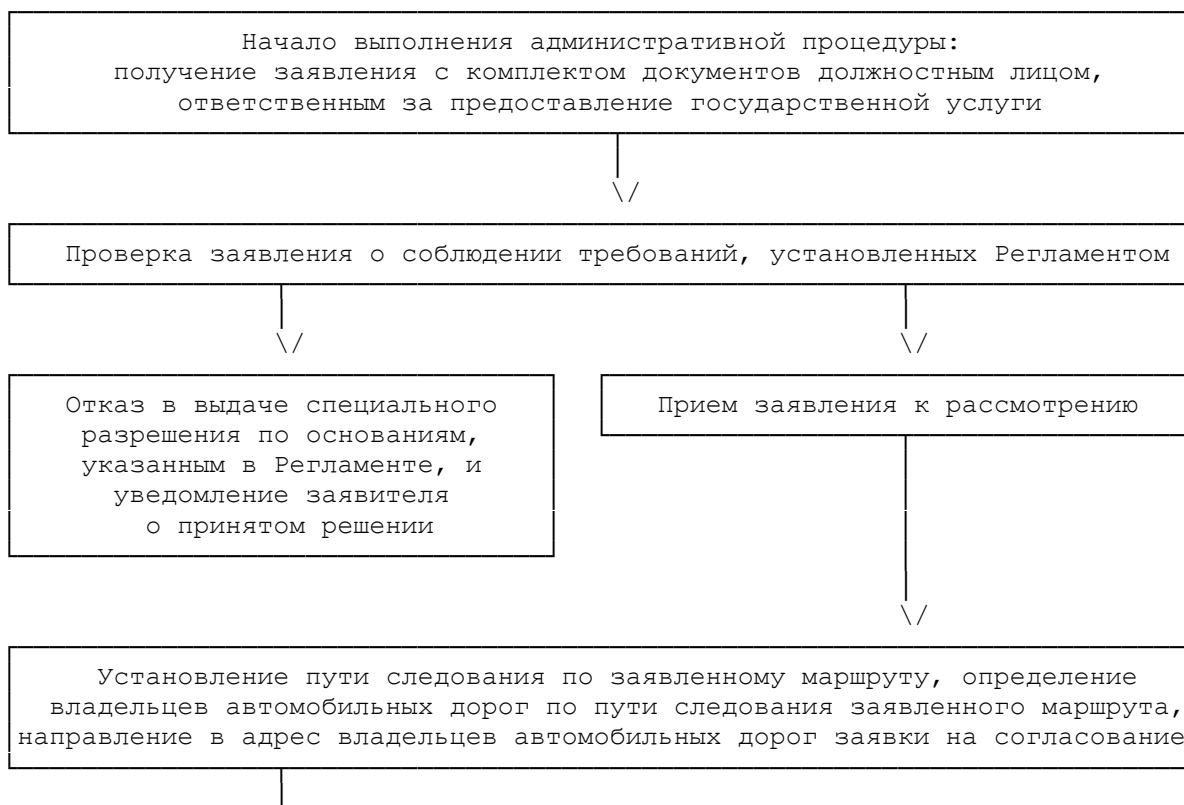 Начало выполнения административной процедуры:
получение заявления с комплектом документов должностным лицом,
ответственным за предоставление государственной услуги
\/
Проверка заявления о соблюдении требований, установленных Регламентом
\/
\/
Отказ в выдаче специального
разрешения по основаниям,
указанным в Регламенте, и
уведомление заявителя
о принятом решении
Прием заявления к рассмотрению
\/
Установление пути следования по заявленному маршруту, определение
владельцев автомобильных дорог по пути следования заявленного маршрута,
направление в адрес владельцев автомобильных дорог заявки на согласование